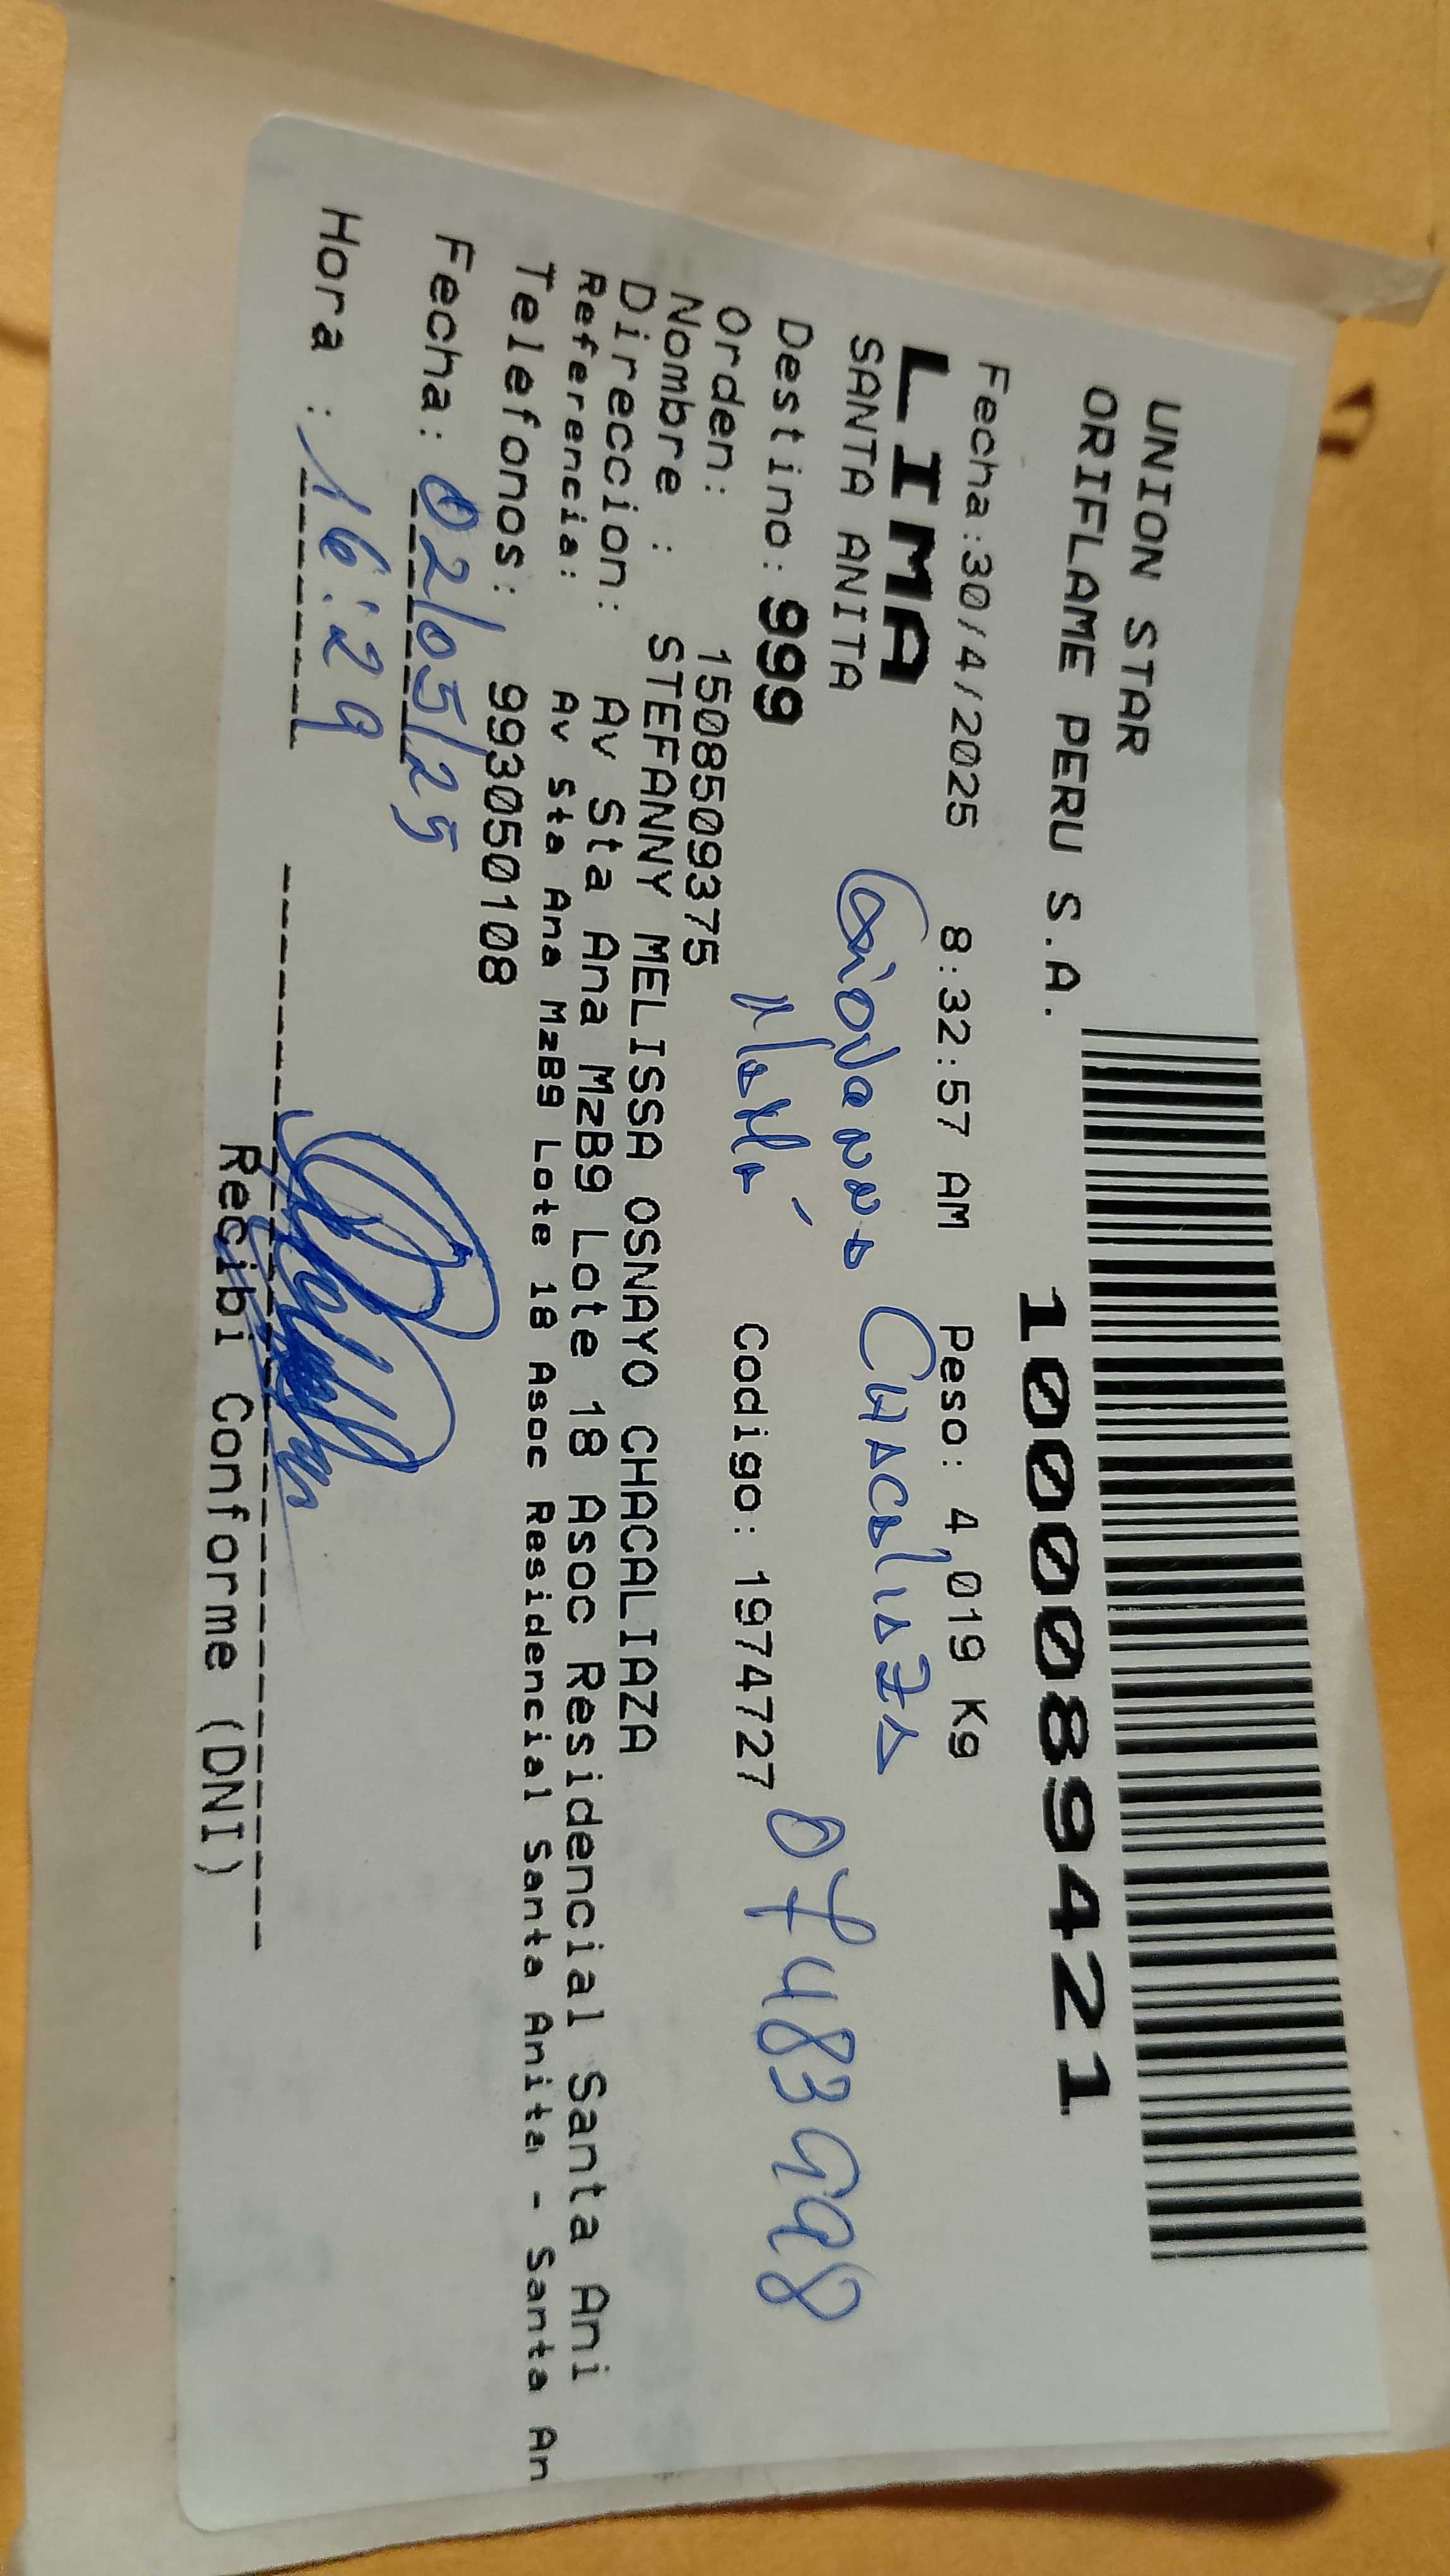 UNION STAR
ORIFLAME PERU S.A.
1000089421
Fecha:30/4/2025 8:32:57 AM Peso: 4,019 Kg
LIMA
SANTA ANITA
Giovanna CHACALIAZA
Destino: 999
Mamá
07483998
Orden: 1508509375 Codigo: 1974727
Nombre : STEFANNY MELISSA OSNAYO CHACALIAZA
Direccion: Av Sta Ana MzB9 Lote 18 Asoc Residencial Santa Ani
Referencia: Av Sta Ana MzB9 Lote 18 Asoc Residencial Santa Anita - Santa An
Telefonos: 993050108
Fecha: 02/05/25
Hora : 16:29
Recibi Conforme (DNI)